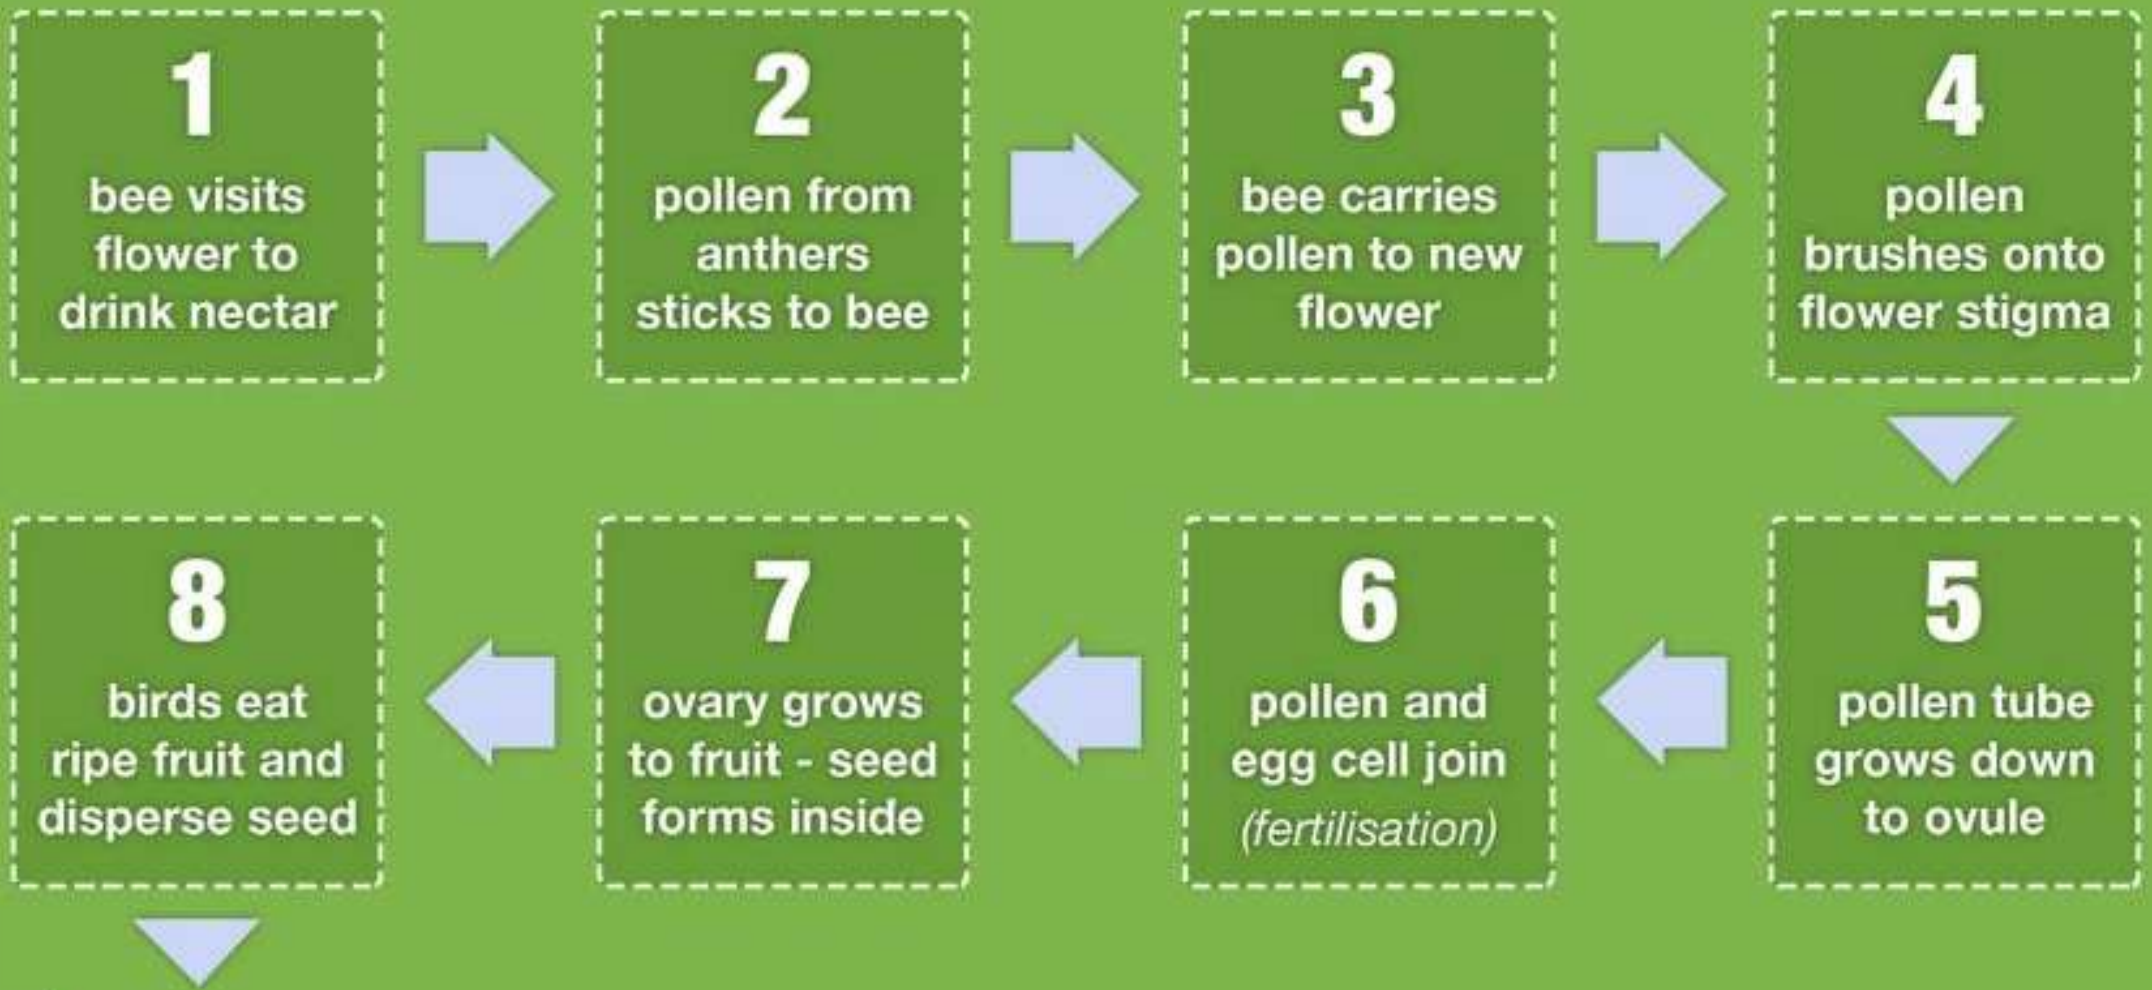 1
bee visits
flower to
drink nectar
2
pollen from
anthers
sticks to bee
3
bee carries
pollen to new
flower
4
pollen
brushes onto
flower stigma
5
pollen tube
grows down
to ovule
6
pollen and
egg cell join
(fertilisation)
7
ovary grows
to fruit - seed
forms inside
8
birds eat
ripe fruit and
disperse seed